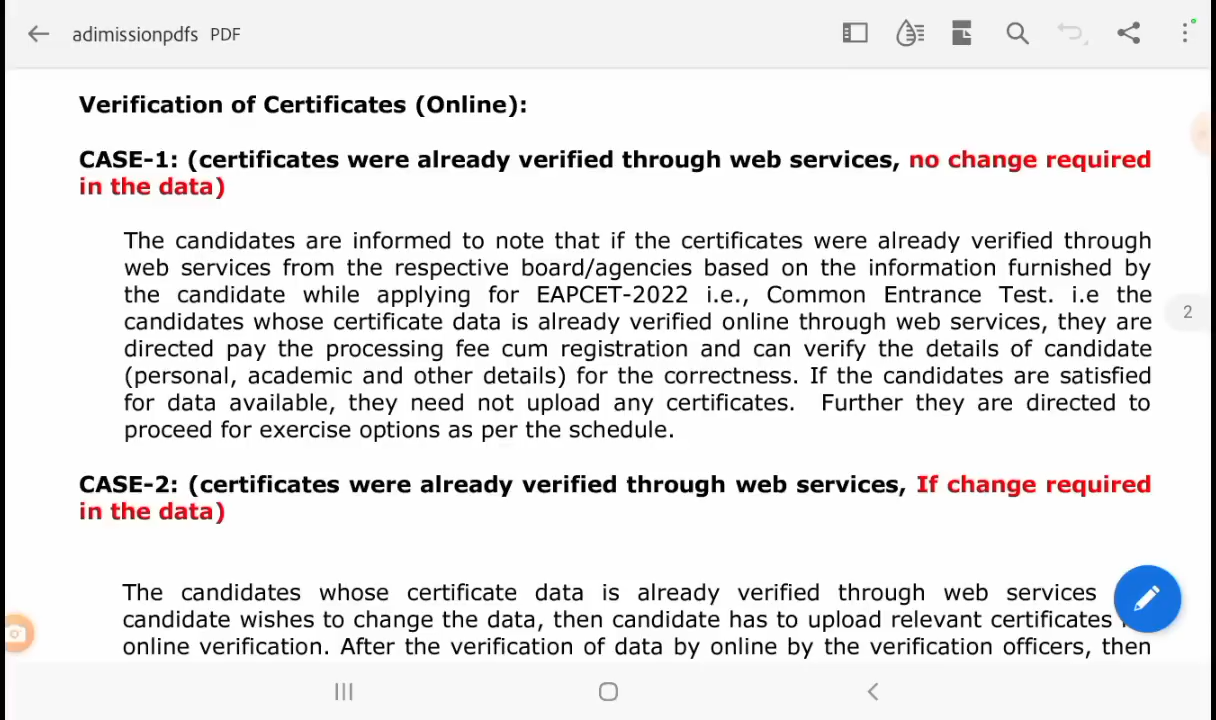 adimissionpdfs PDF
Verification of Certificates (Online):
CASE-1: (certificates were already verified through web services, no change required
in the data)
The candidates are informed to note that if the certificates were already verified through
web services from the respective board/agencies based on the information furnished by
the candidate while applying for EAPCET-2022 i.e., Common Entrance Test. i.e the
candidates whose certificate data is already verified online through web services, they are
directed pay the processing fee cum registration and can verify the details of candidate
(personal, academic and other details) for the correctness. If the candidates are satisfied
for data available, they need not upload any certificates. Further they are directed to
proceed for exercise options as per the schedule.
2
CASE-2: (certificates were already verified through web services, If change required
in the data)
The candidates whose certificate data is already verified through web services
candidate wishes to change the data, then candidate has to upload relevant certificates
online verification. After the verification of data by online by the verification officers, then